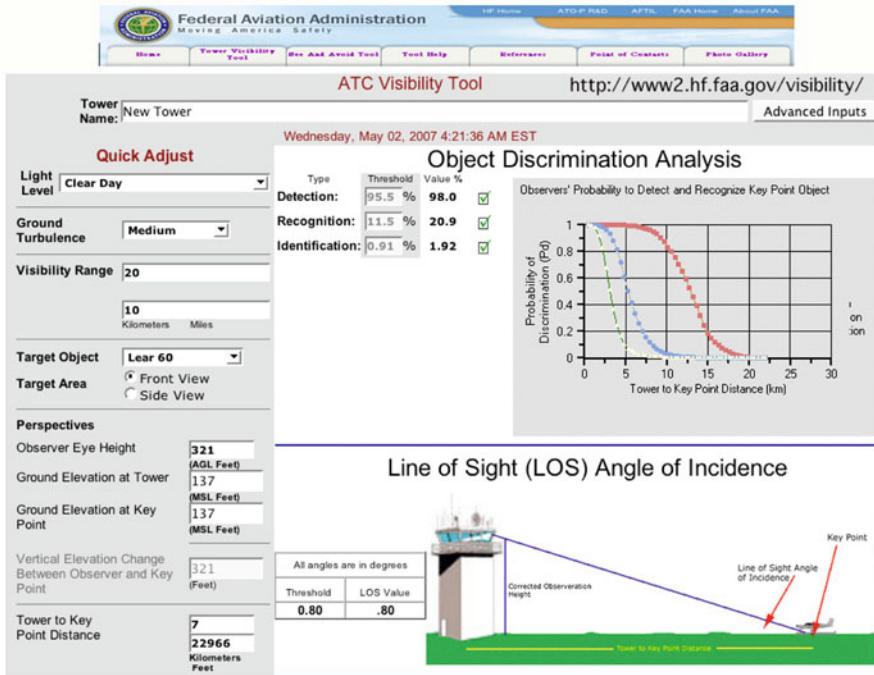 HF Home ATO-P R&D AFTIL FAA Home About FAA
Federal Aviation Administration
Moving America Safely
Home Tower Visibility Tool See And Avoid Tool Tool Help References Point of Contacts Photo Gallery
ATC Visibility Tool http://www2.hf.faa.gov/visibility/
Tower Name: New Tower Advanced Inputs
Wednesday, May 02, 2007 4:21:36 AM EST
Quick Adjust
Light Level Clear Day
Ground Turbulence Medium
Visibility Range 20
10
Kilometers Miles
Target Object Lear 60
Target Area Front View
Side View
Perspectives
Observer Eye Height 321
(AGL Feet)
Ground Elevation at Tower 137
(MSL Feet)
Ground Elevation at Key Point 137
(MSL Feet)
Vertical Elevation Change Between Observer and Key Point 321
(Feet)
Tower to Key Point Distance 7
22966
Kilometers
Feet
Object Discrimination Analysis
Type Threshold Value %
Detection: 95.5 % 98.0
Recognition: 11.5 % 20.9
Identification: 0.91 % 1.92
Observers' Probability to Detect and Recognize Key Point Object
Probability of Discrimination (Pd)
1
0.8
0.6
0.4
0.2
0
0 5 10 15 20 25 30
Tower to Key Point Distance (km)
on
ion
Line of Sight (LOS) Angle of Incidence
All angles are in degrees
Threshold LOS Value
0.80 .80
Corrected Observeration Height
Key Point
Line of Sight Angle of Incidence
Tower to Key Point Distance